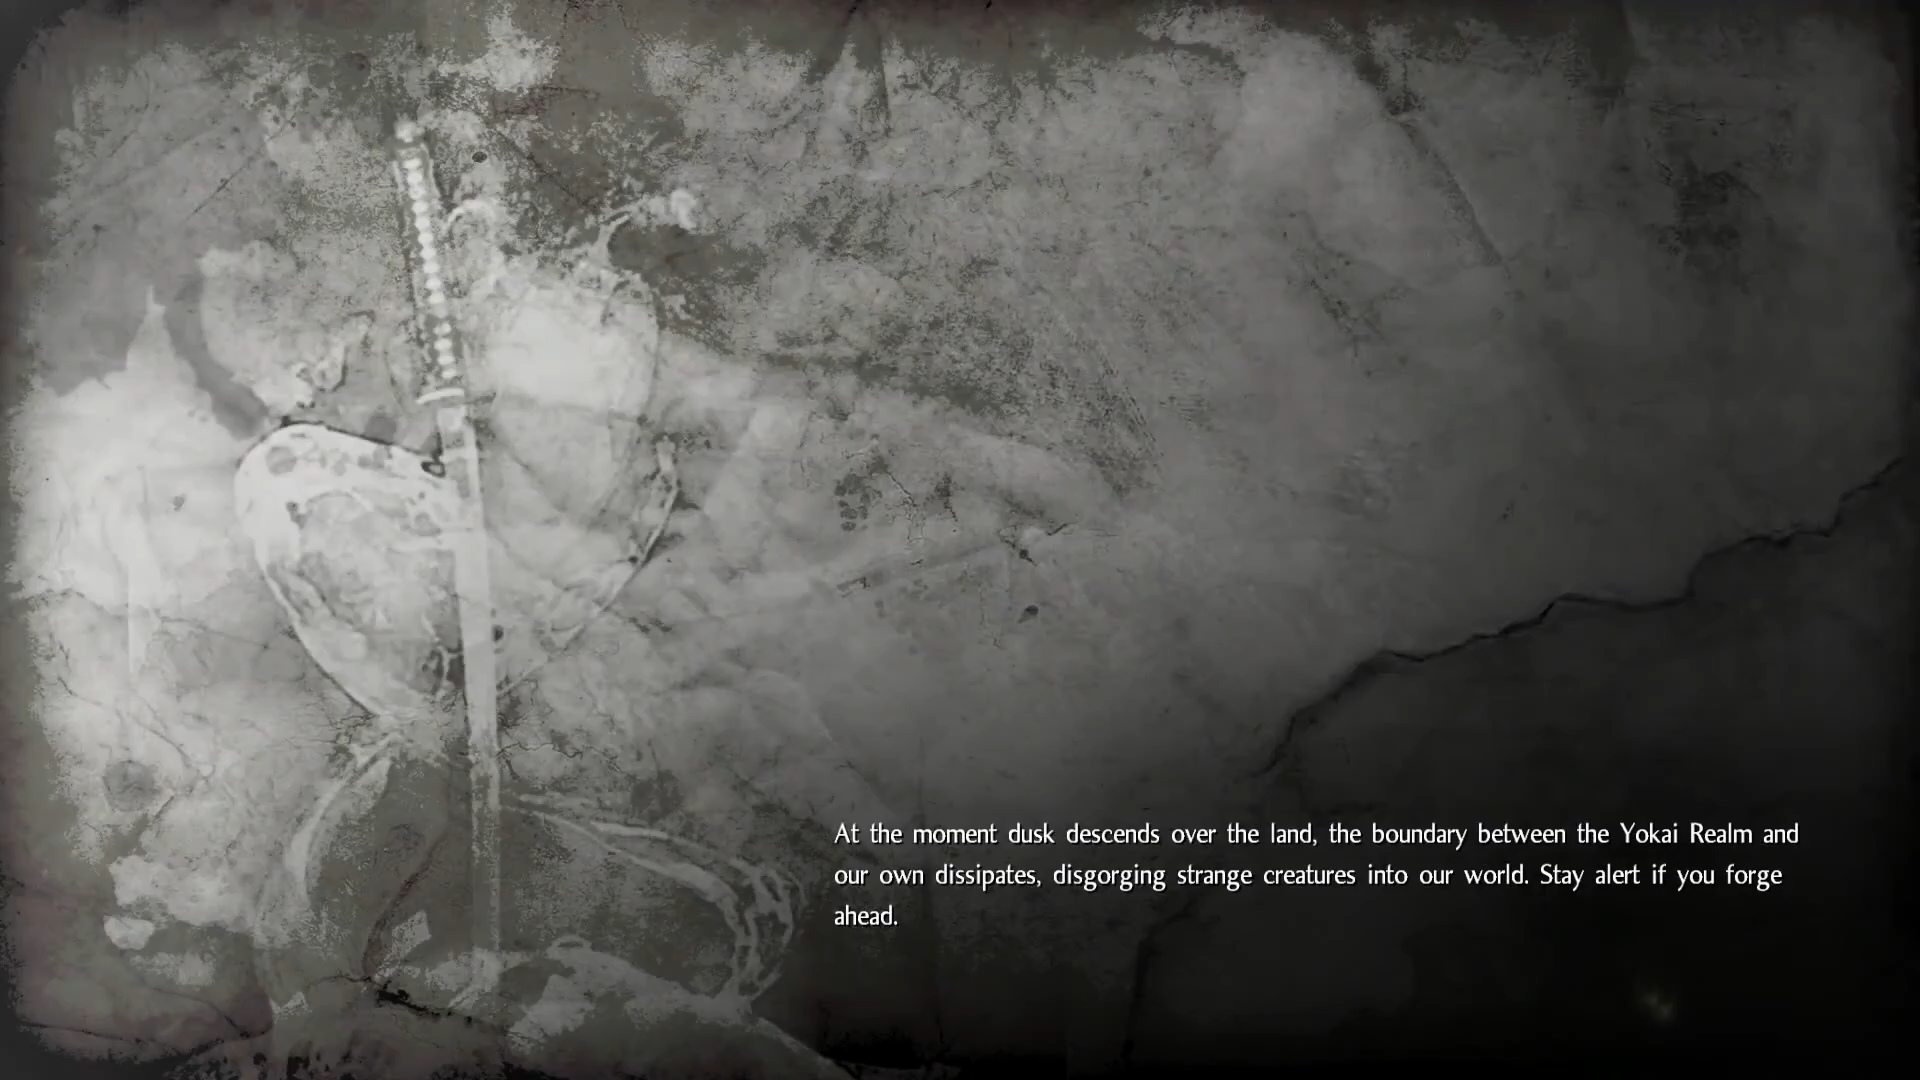 At the moment dusk descends over the land, the boundary between the Yokai Realm and
our own dissipates, disgorging strange creatures into our world. Stay alert if you forge
ahead.